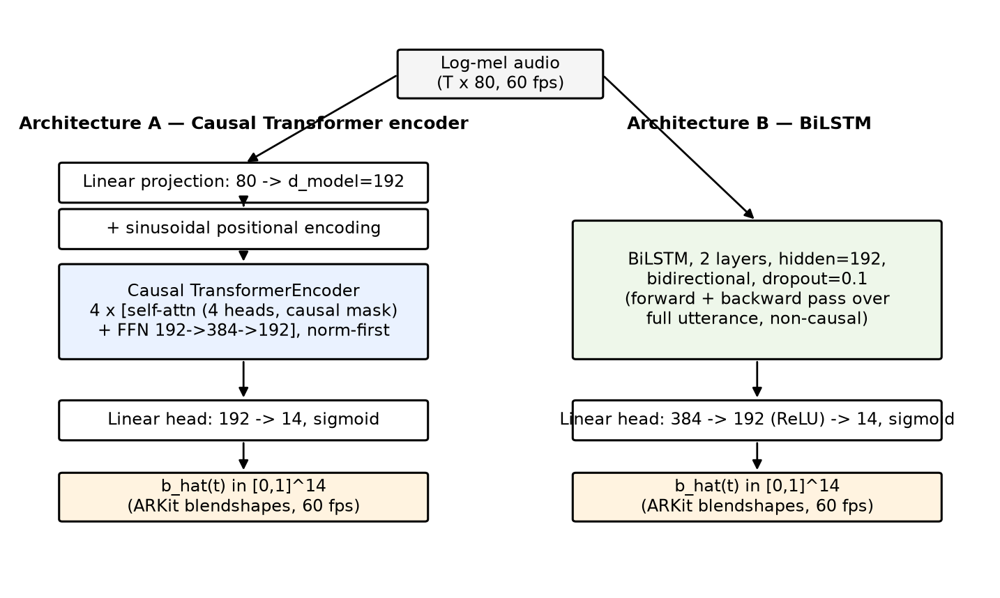 Log-mel audio
(T x 80, 60 fps)
Architecture A — Causal Transformer encoder
Architecture B — BiLSTM
Linear projection: 80 -> d_model=192
+ sinusoidal positional encoding
Causal TransformerEncoder
4 x [self-attn (4 heads, causal mask)
+ FFN 192->384->192], norm-first
Linear head: 192 -> 14, sigmoid
b_hat(t) in [0,1]^14
(ARKit blendshapes, 60 fps)
BiLSTM, 2 layers, hidden=192,
bidirectional, dropout=0.1
(forward + backward pass over
full utterance, non-causal)
Linear head: 384 -> 192 (ReLU) -> 14, sigmoid
b_hat(t) in [0,1]^14
(ARKit blendshapes, 60 fps)